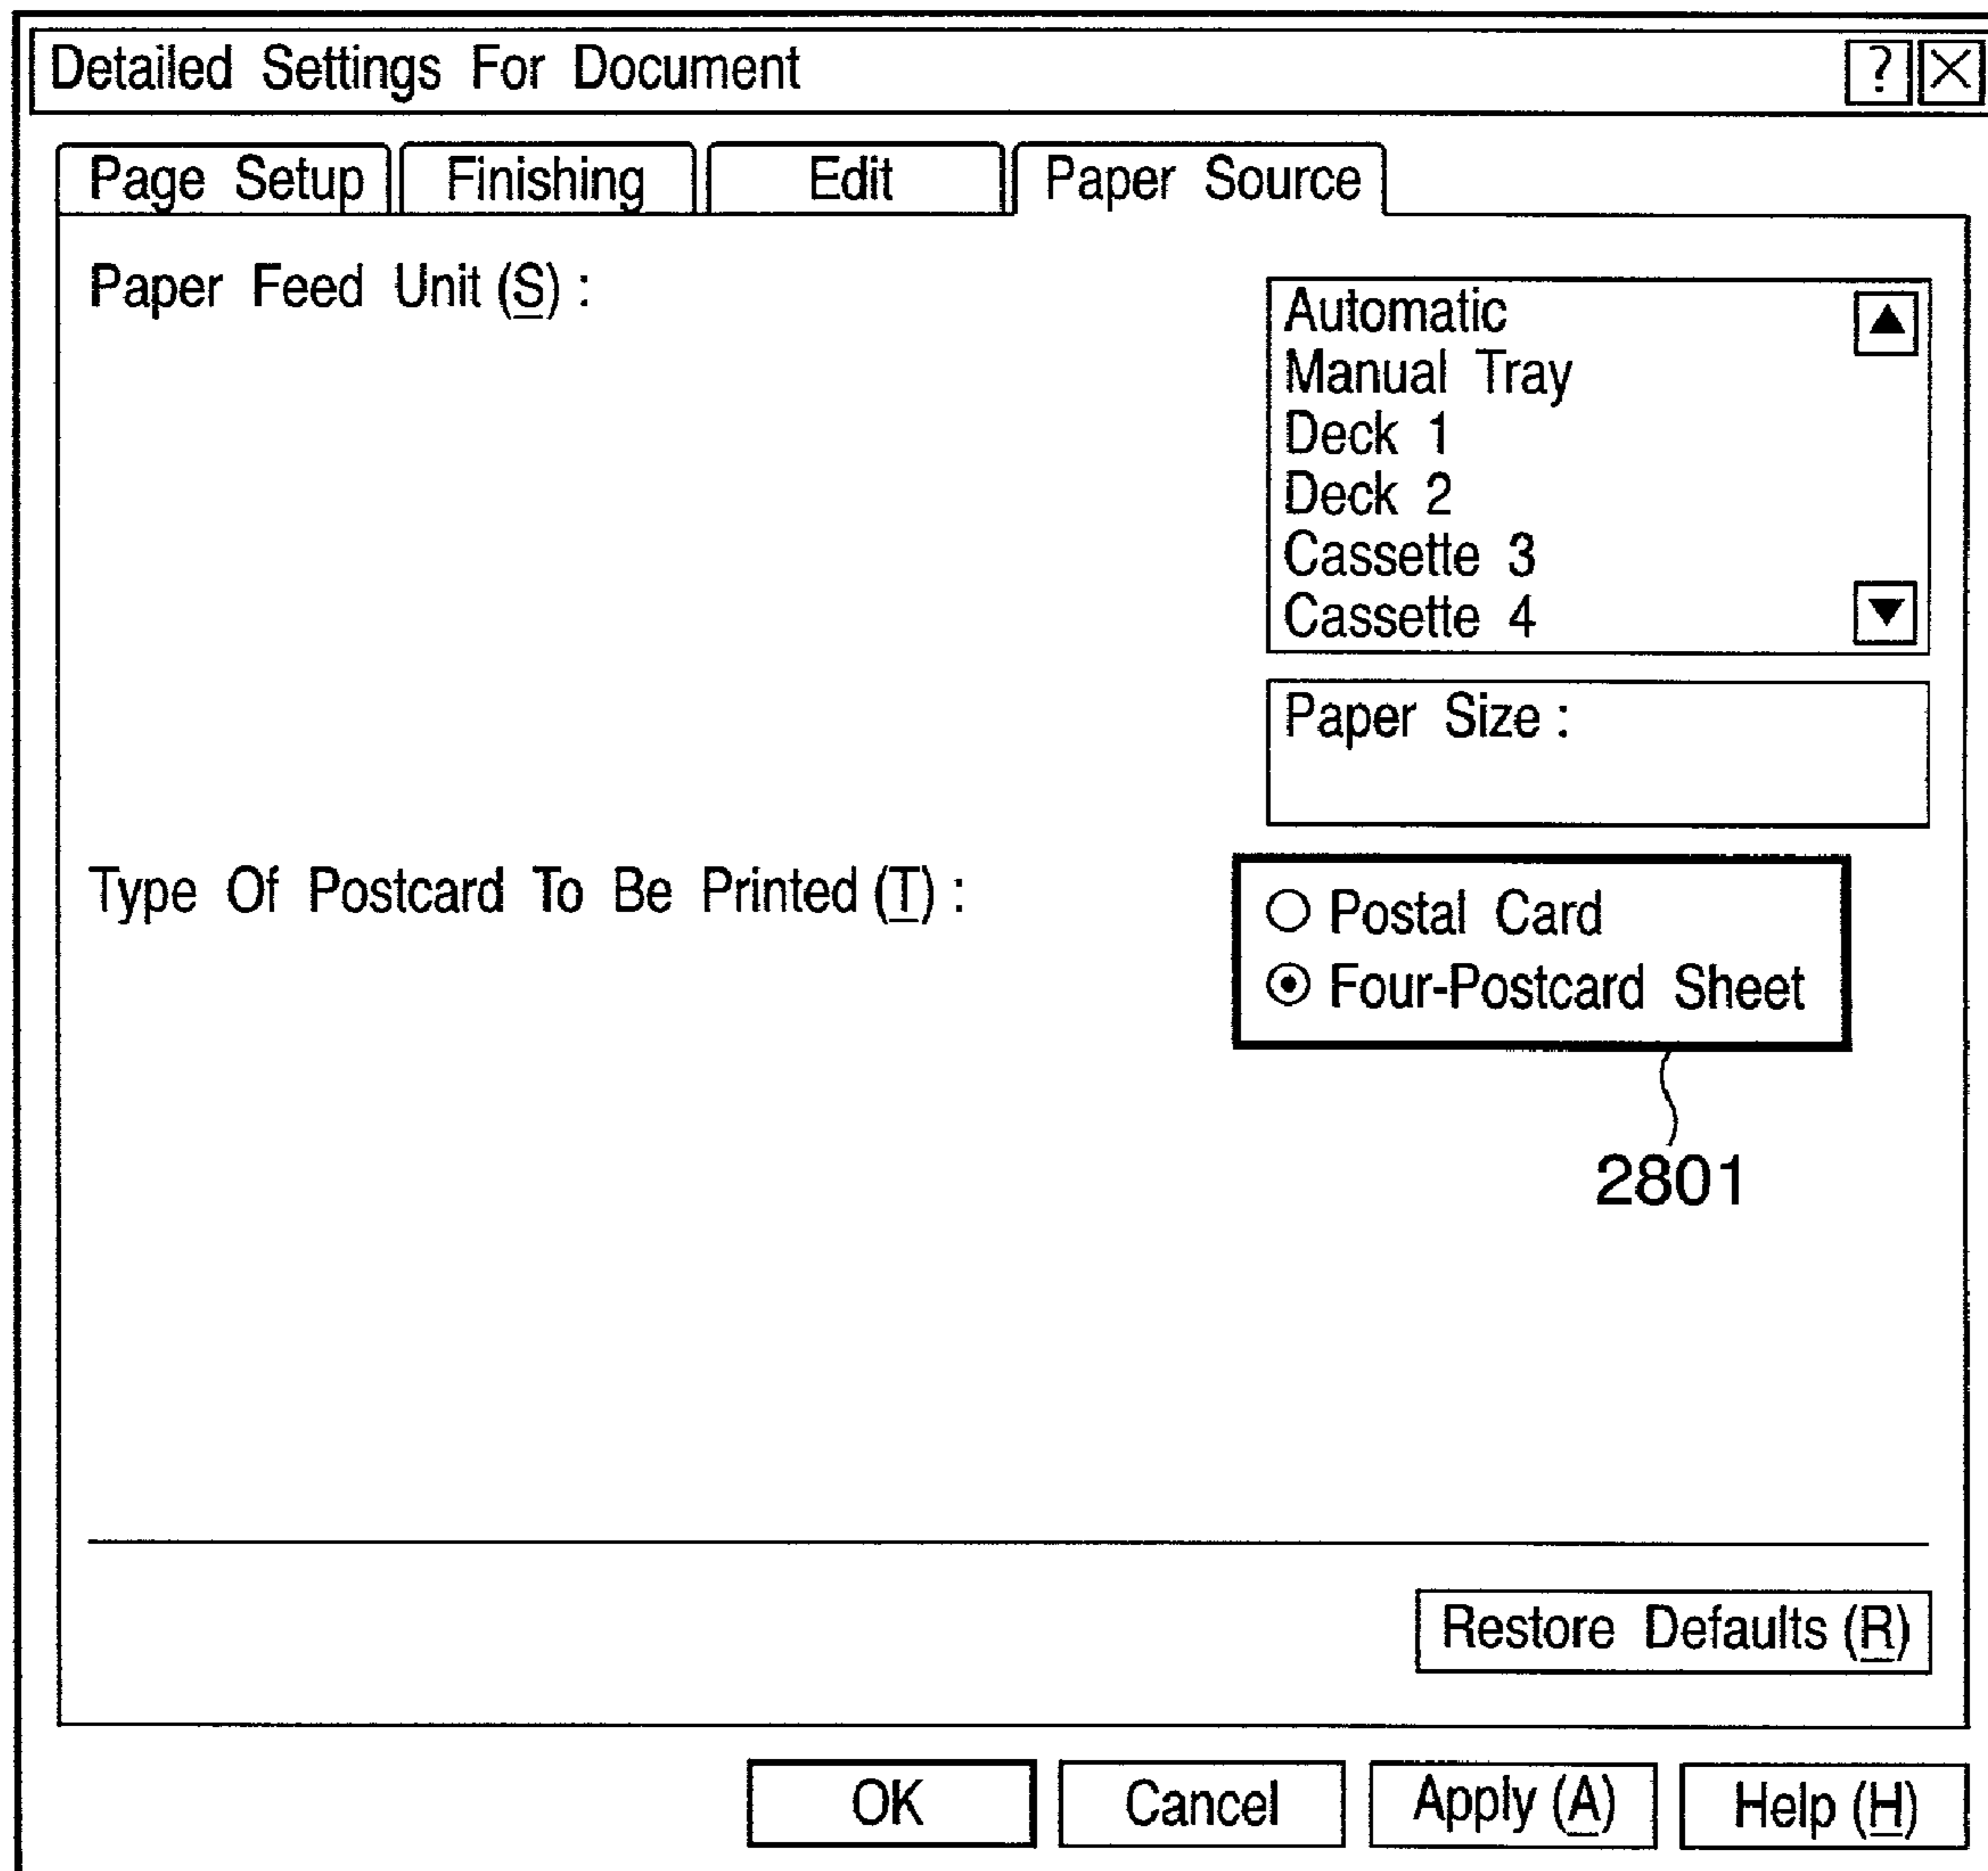 Detailed Settings For Document ? X
Page Setup Finishing Edit Paper Source
Paper Feed Unit (S) :
Automatic
Manual Tray
Deck 1
Deck 2
Cassette 3
Cassette 4
Paper Size :
Type Of Postcard To Be Printed (T) :
Postal Card
Four-Postcard Sheet
2801
Restore Defaults (R)
OK Cancel Apply (A) Help (H)